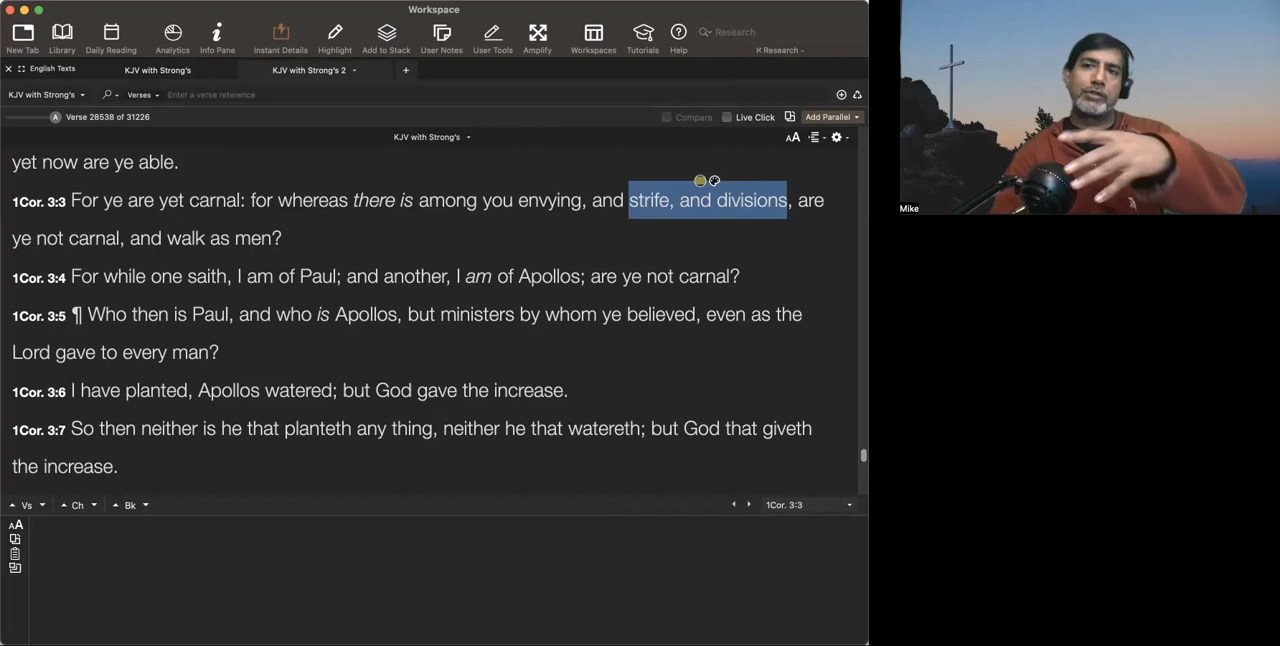 Workspace
New Tab Library Daily Reading Analytics Info Pane Instant Details Highlight Add to Stack User Notes User Tools Amplify Workspaces Tutorials Help Research
Research
English Texts KJV with Strong's KJV with Strong's 2
KJV with Strong's Verses Enter a verse reference
A Verse 28538 of 31226 Compare Live Click Add Parallel
KJV with Strong's AA
yet now are ye able.
1Cor. 3:3 For ye are yet carnal: for whereas there is among you envying, and strife, and divisions, are
ye not carnal, and walk as men?
1Cor. 3:4 For while one saith, I am of Paul; and another, I am of Apollos; are ye not carnal?
1Cor. 3:5 ¶ Who then is Paul, and who is Apollos, but ministers by whom ye believed, even as the
Lord gave to every man?
1Cor. 3:6 I have planted, Apollos watered; but God gave the increase.
1Cor. 3:7 So then neither is he that planteth any thing, neither he that watereth; but God that giveth
the increase.
Vs Ch Bk 1Cor. 3:3
AA
Mike